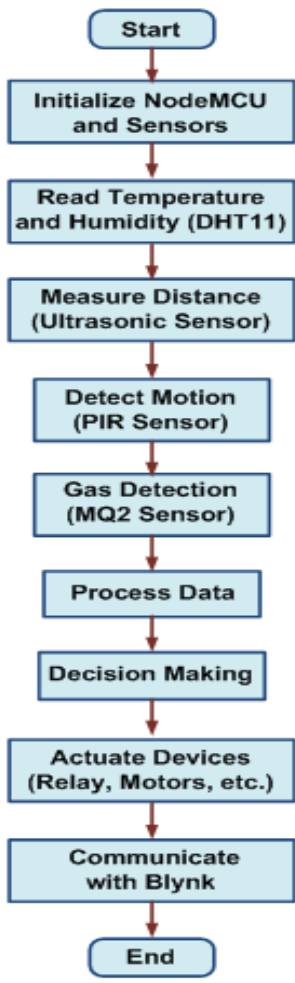 Start
Initialize NodeMCU
and Sensors
Read Temperature
and Humidity (DHT11)
Measure Distance
(Ultrasonic Sensor)
Detect Motion
(PIR Sensor)
Gas Detection
(MQ2 Sensor)
Process Data
Decision Making
Actuate Devices
(Relay, Motors, etc.)
Communicate
with Blynk
End